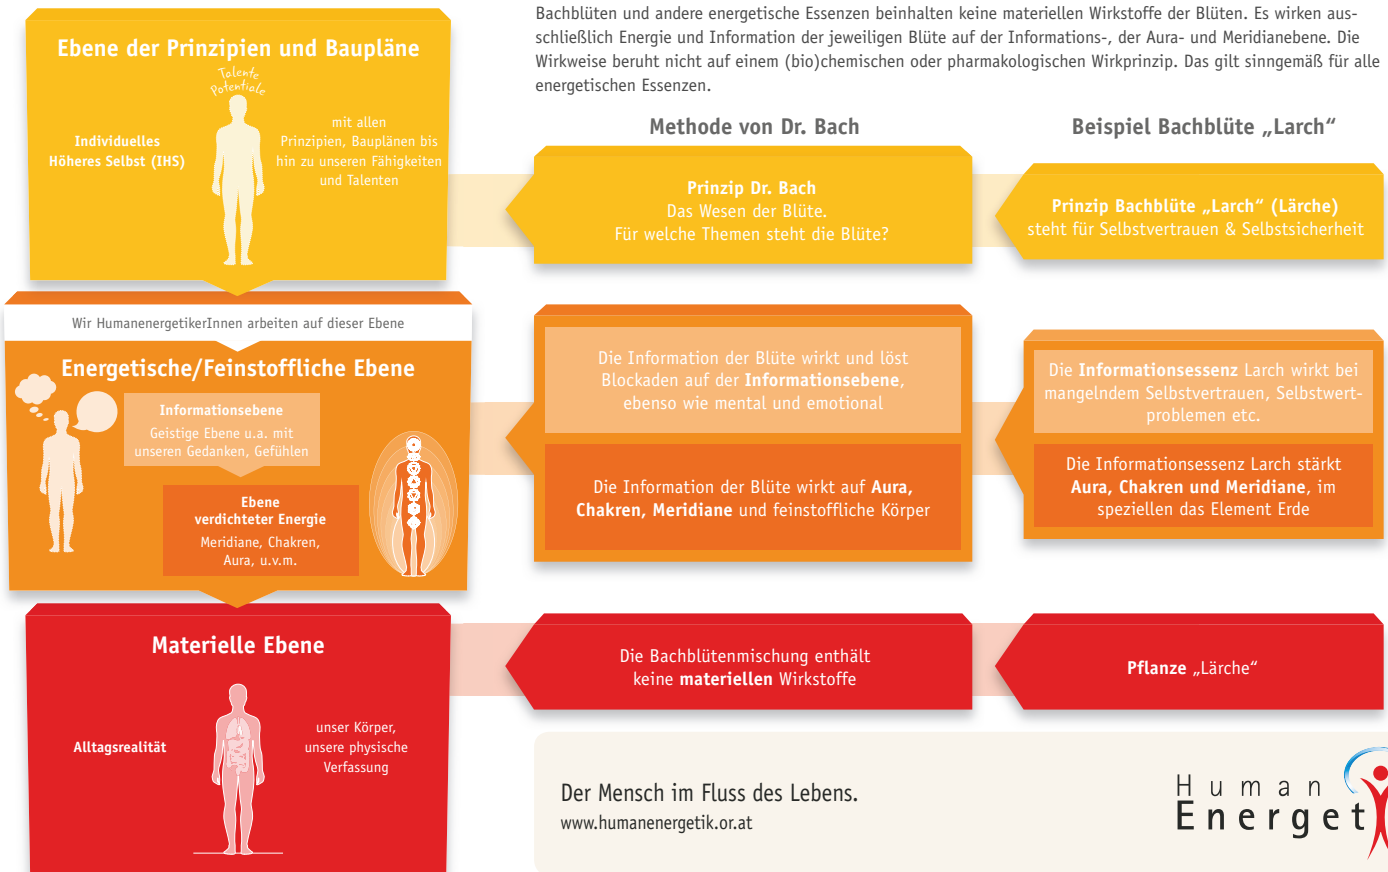 Bachblüten und andere energetische Essenzen beinhalten keine materiellen Wirkstoffe der Blüten. Es wirken aus-
schließlich Energie und Information der jeweiligen Blüte auf der Informations-, der Aura- und Meridianebene. Die
Wirkweise beruht nicht auf einem (bio)chemischen oder pharmakologischen Wirkprinzip. Das gilt sinngemäß für alle
energetischen Essenzen.
Ebene der Prinzipien und Baupläne
Talente
Potentiale
Individuelles
Höheres Selbst (IHS)
mit allen
Prinzipien, Bauplänen bis
hin zu unseren Fähigkeiten
und Talenten
Methode von Dr. Bach
Prinzip Dr. Bach
Das Wesen der Blüte.
Für welche Themen steht die Blüte?
Beispiel Bachblüte „Larch“
Prinzip Bachblüte „Larch“ (Lärche)
steht für Selbstvertrauen & Selbstsicherheit
Wir HumanenergetikerInnen arbeiten auf dieser Ebene
Energetische/Feinstoffliche Ebene
Informationsebene
Geistige Ebene u.a. mit
unseren Gedanken, Gefühlen
Ebene
verdichteter Energie
Meridiane, Chakren,
Aura, u.v.m.
Die Information der Blüte wirkt und löst
Blockaden auf der Informationsebene,
ebenso wie mental und emotional
Die Information der Blüte wirkt auf Aura,
Chakren, Meridiane und feinstoffliche Körper
Die Informationsessenz Larch wirkt bei
mangelndem Selbstvertrauen, Selbstwert-
problemen etc.
Die Informationsessenz Larch stärkt
Aura, Chakren und Meridiane, im
speziellen das Element Erde
Materielle Ebene
Alltagsrealität
unser Körper,
unsere physische
Verfassung
Die Bachblütenmischung enthält
keine materiellen Wirkstoffe
Pflanze „Lärche“
Der Mensch im Fluss des Lebens.
www.humanenergetik.or.at
Human
Energet